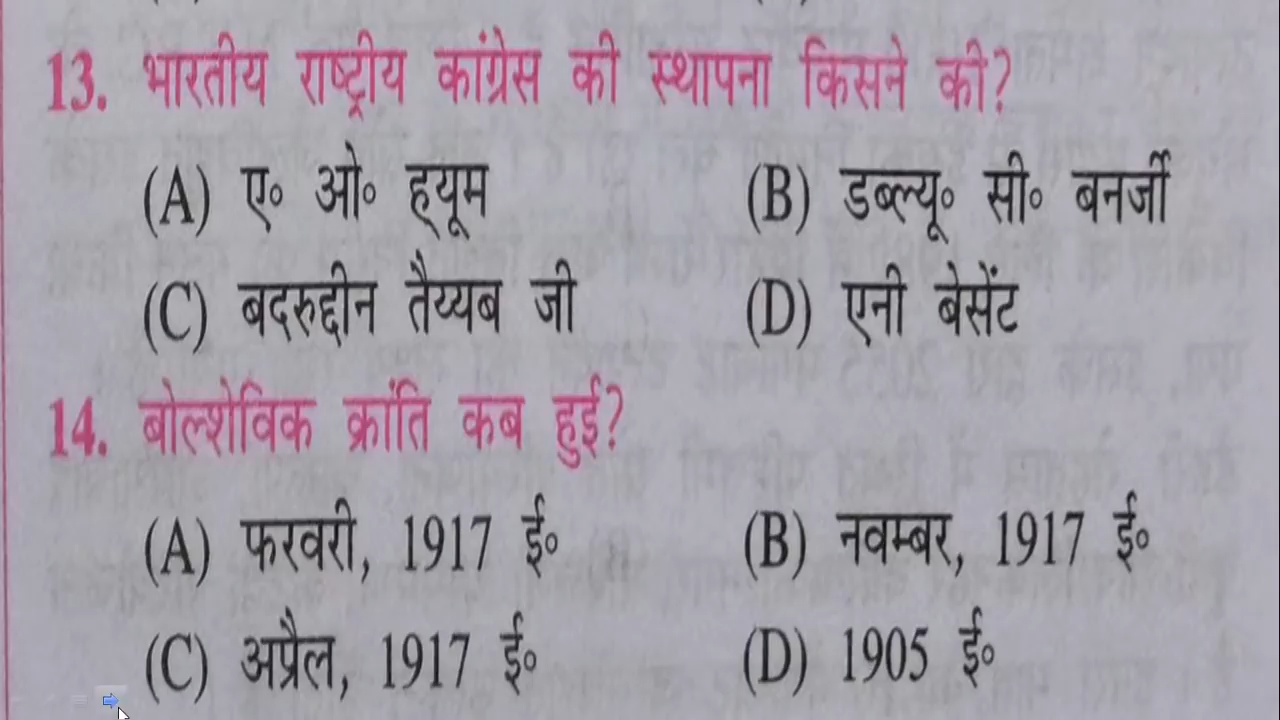 13. भारतीय राष्ट्रीय कांग्रेस की स्थापना किसने की?
(A) ए॰ ओ॰ ह्यूम (B) डब्ल्यू॰ सी॰ बनर्जी
(C) बदरुद्दीन तैय्यब जी (D) एनी बेसेंट
14. बोल्शेविक क्रांति कब हुई?
(A) फरवरी, 1917 ई॰ (B) नवम्बर, 1917 ई॰
(C) अप्रैल, 1917 ई॰ (D) 1905 ई॰